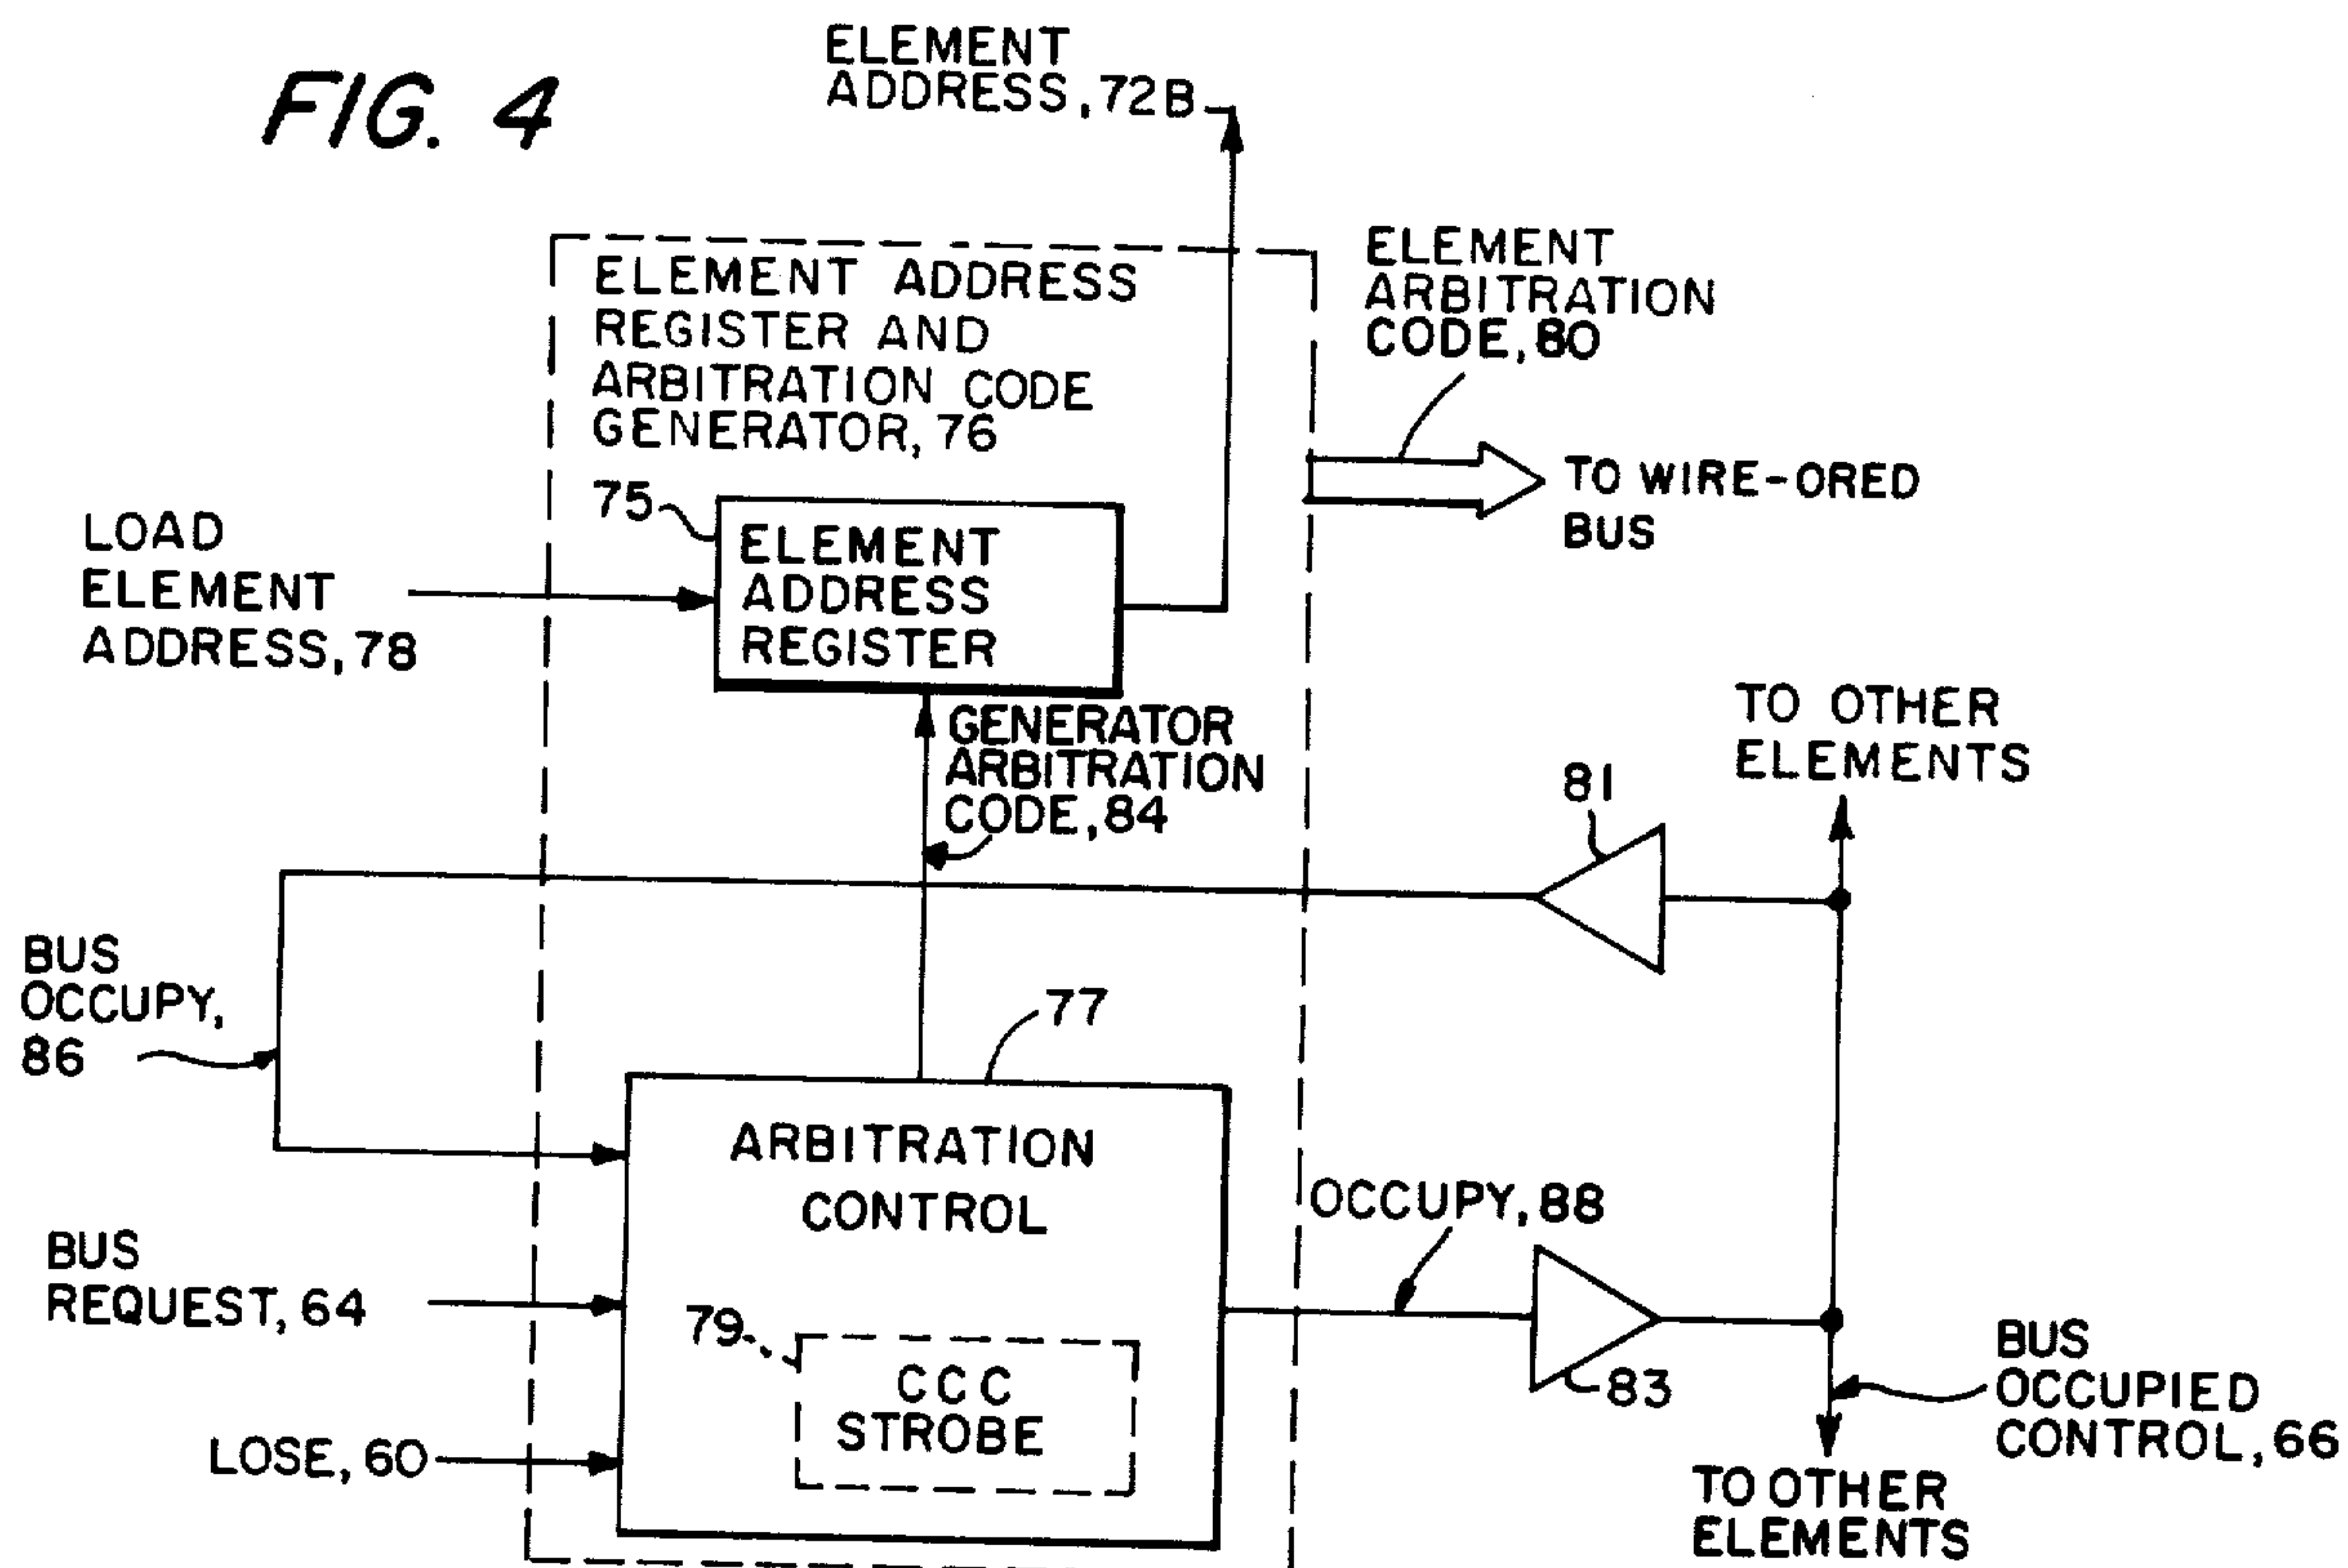 FIG. 4
ELEMENT
ADDRESS, 72B
ELEMENT ADDRESS
REGISTER AND
ARBITRATION CODE
GENERATOR, 76
ELEMENT
ARBITRATION
CODE, 80
TO WIRE-ORED
BUS
75
LOAD
ELEMENT
ADDRESS, 78
ELEMENT
ADDRESS
REGISTER
GENERATOR
ARBITRATION
CODE, 84
TO OTHER
ELEMENTS
81
BUS
OCCUPY,
86
77
ARBITRATION
CONTROL
OCCUPY, 88
BUS
REQUEST, 64
79
CCC
STROBE
83
BUS
OCCUPIED
CONTROL, 66
LOSE, 60
TO OTHER
ELEMENTS